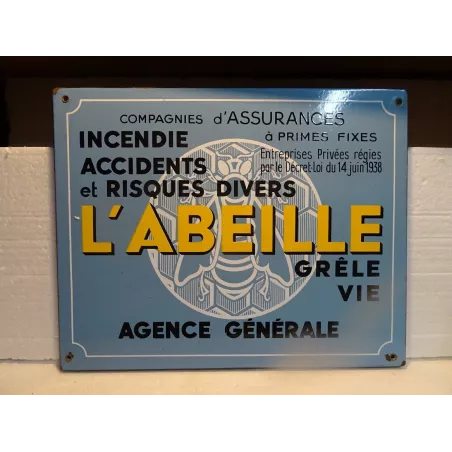 COMPAGNIES d'ASSURANCES
à PRIMES FIXES
INCENDIE
ACCIDENTS
et RISQUES DIVERS
Entreprises Privées régies
par le Décret-Loi du 14 juin 1938
L'ABEILLE
GRÊLE
VIE
AGENCE GÉNÉRALE